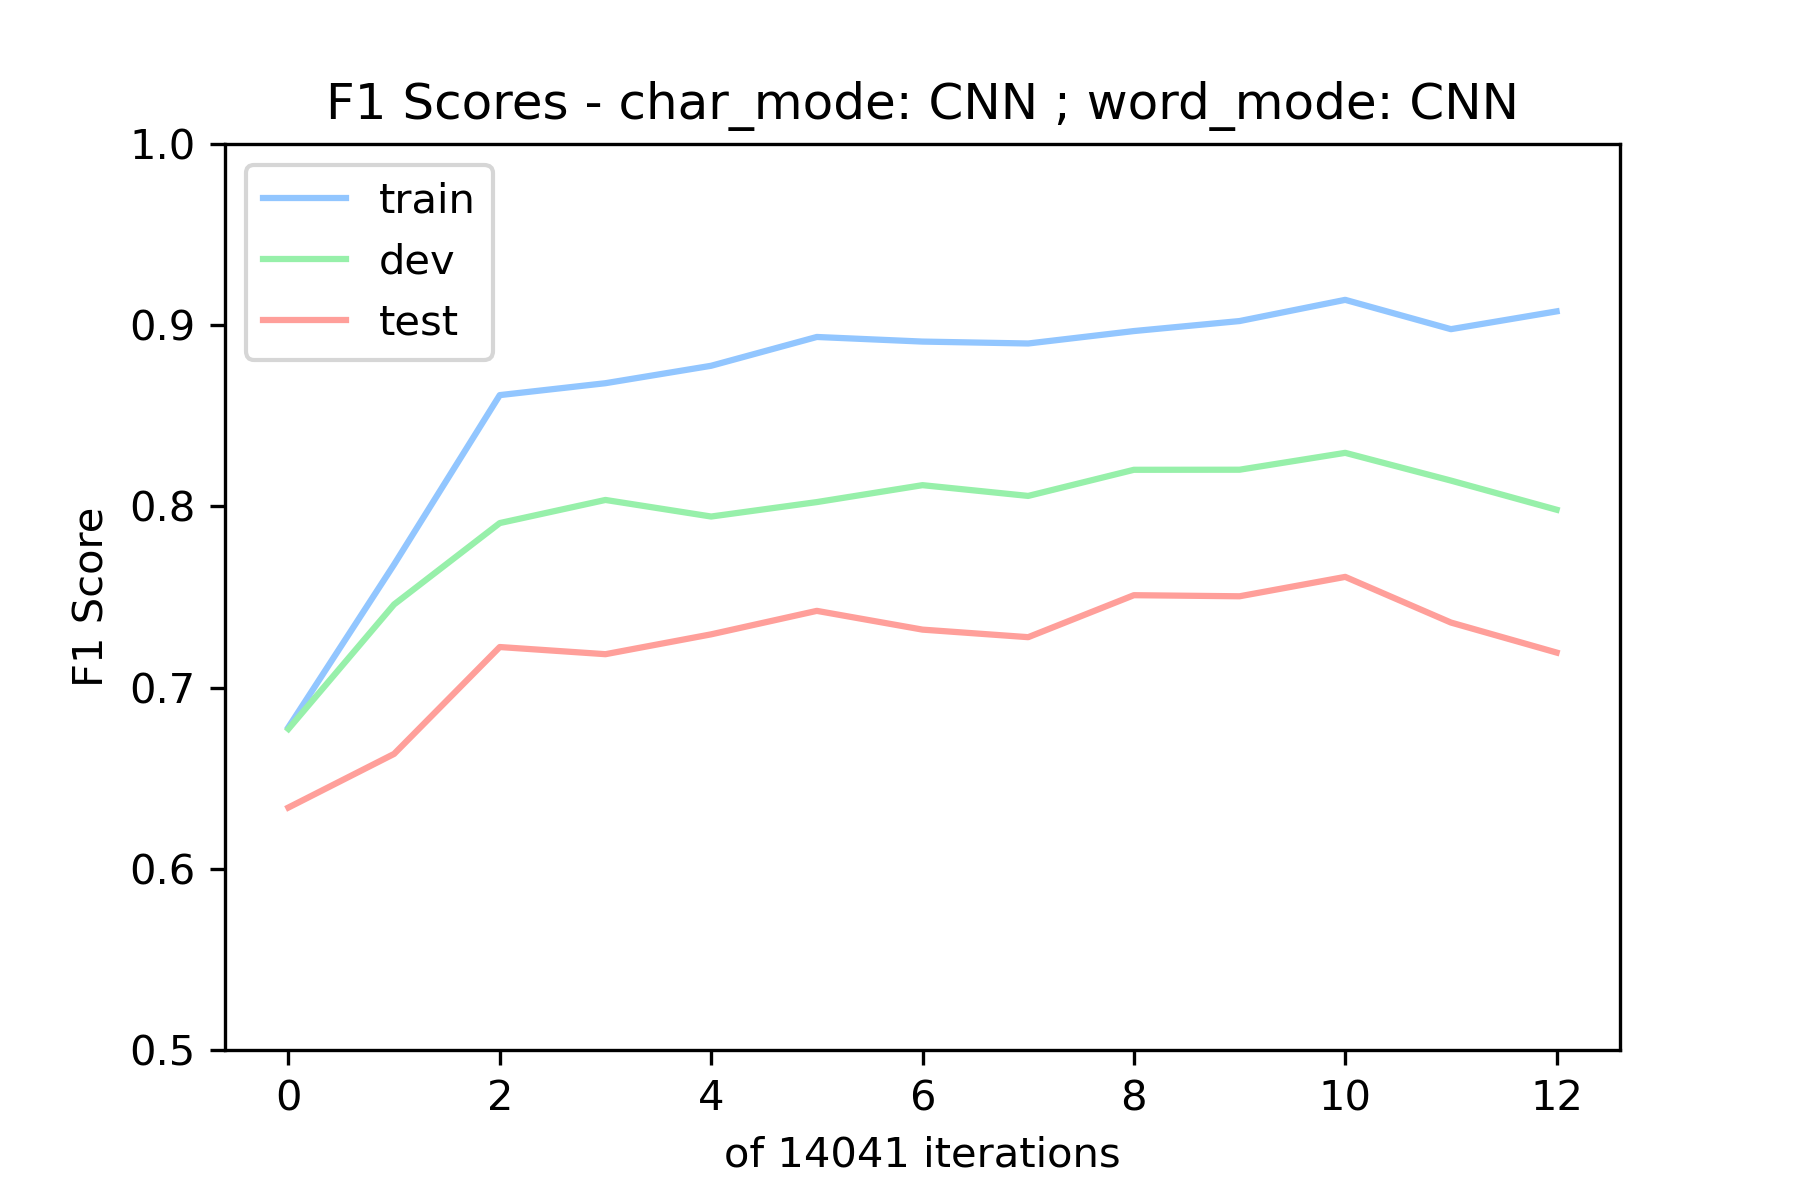 F1 Scores - char_mode: CNN ; word_mode: CNN
train
dev
test
F1 Score
1.0
0.9
0.8
0.7
0.6
0.5
0 2 4 6 8 10 12
of 14041 iterations